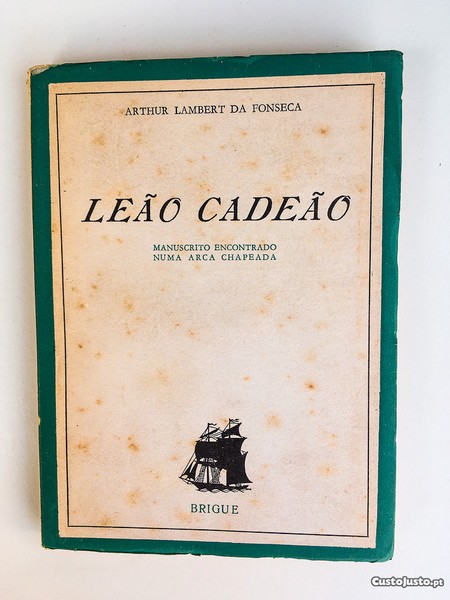 ARTHUR LAMBERT DA FONSECA
LEÃO CADEÃO
MANUSCRITO ENCONTRADO
NUMA ARCA CHAPEADA
BRIGUE
CustoJusto.pt